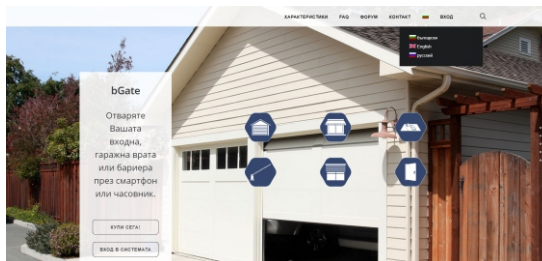 ХАРАКТЕРИСТИКИ FAQ ФОРУМ КОНТАКТ ВХОД
български
English
русский
bGate
Отваряте
Вашата
входна,
гаражна врата
или бариера
през смартфон
или часовник.
КУПИ СЕГА!
ВХОД В СИСТЕМАТА